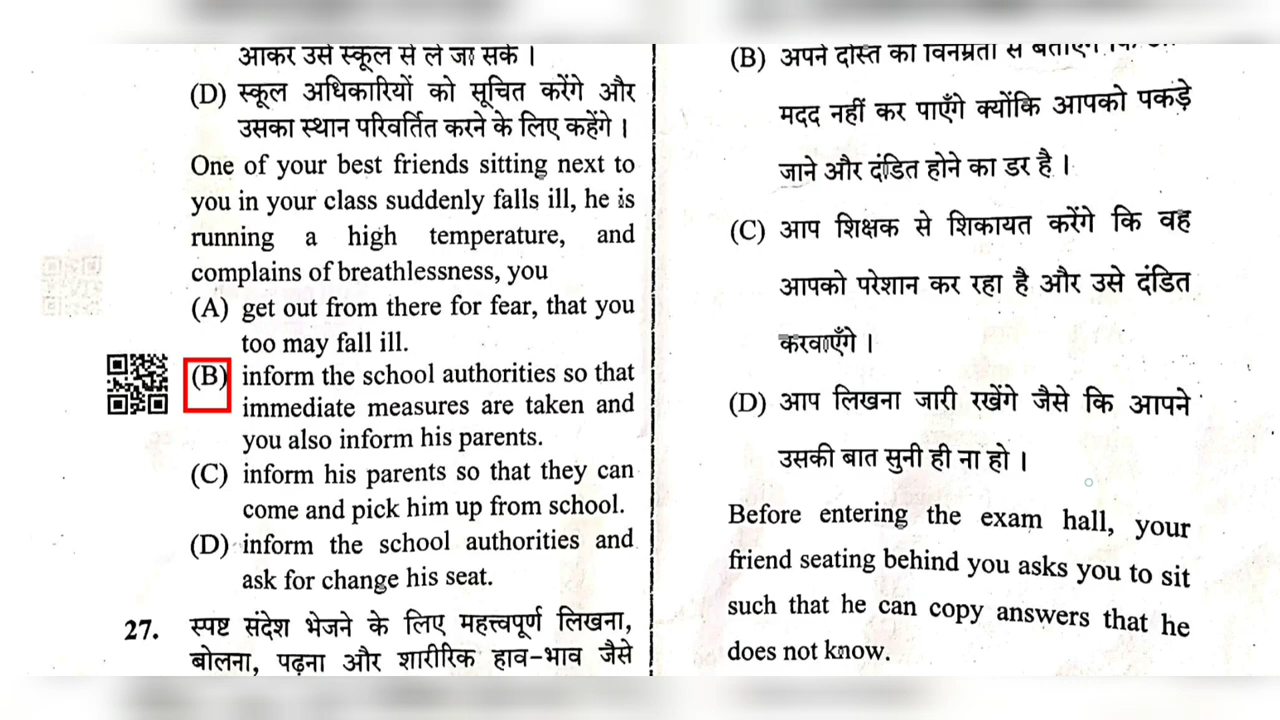 आकर उसे स्कूल से ले जा सके ।
(D) स्कूल अधिकारियों को सूचित करेंगे और
उसका स्थान परिवर्तित करने के लिए कहेंगे ।
One of your best friends sitting next to
you in your class suddenly falls ill, he is
running a high temperature, and
complains of breathlessness, you
(A) get out from there for fear, that you
too may fall ill.
(B) inform the school authorities so that
immediate measures are taken and
you also inform his parents.
(C) inform his parents so that they can
come and pick him up from school.
(D) inform the school authorities and
ask for change his seat.
27. स्पष्ट संदेश भेजने के लिए महत्त्वपूर्ण लिखना,
बोलना, पढ़ना और शारीरिक हाव-भाव जैसे
(B) अपने दोस्त को विनम्रता से बताएंगे कि
मदद नहीं कर पाएँगे क्योंकि आपको पकड़े
जाने और दंडित होने का डर है ।
(C) आप शिक्षक से शिकायत करेंगे कि वह
आपको परेशान कर रहा है और उसे दंडित
करवाएँगे ।
(D) आप लिखना जारी रखेंगे जैसे कि आपने
उसकी बात सुनी ही ना हो ।
Before entering the exam hall, your
friend seating behind you asks you to sit
such that he can copy answers that he
does not know.